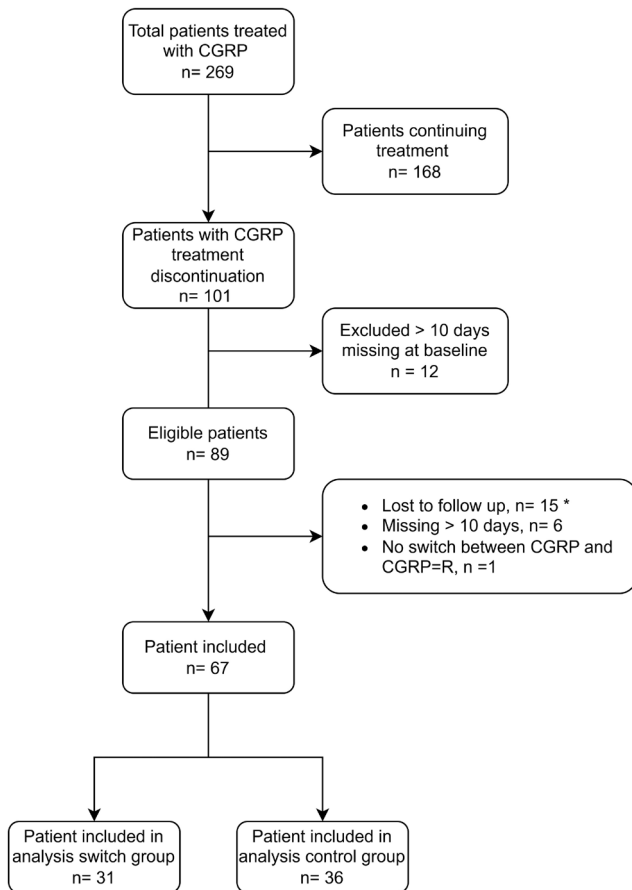 Total patients treated
with CGRP
n= 269
Patients continuing
treatment
n= 168
Patients with CGRP
treatment
discontinuation
n= 101
Excluded > 10 days
missing at baseline
n = 12
Eligible patients
n= 89
• Lost to follow up, n= 15 *
• Missing > 10 days, n= 6
• No switch between CGRP and
CGRP=R, n =1
Patient included
n= 67
Patient included in
analysis switch group
n= 31
Patient included in
analysis control group
n= 36